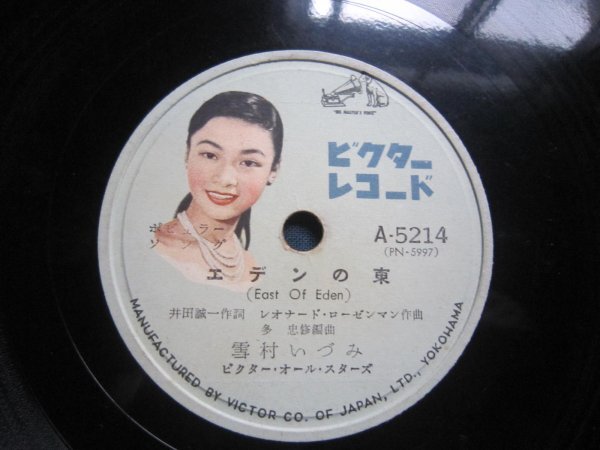 "HIS MASTER'S VOICE"
ビクター
レコード
ポピュラー
ソング
A-5214
(PN-5997)
エデンの東
(East Of Eden)
井田誠一作詞 レオナード・ローゼンマン作曲
多 忠修編曲
雪村いづみ
ビクター・オール・スターズ
MANUFACTURED BY VICTOR CO. OF JAPAN, LTD., YOKOHAMA